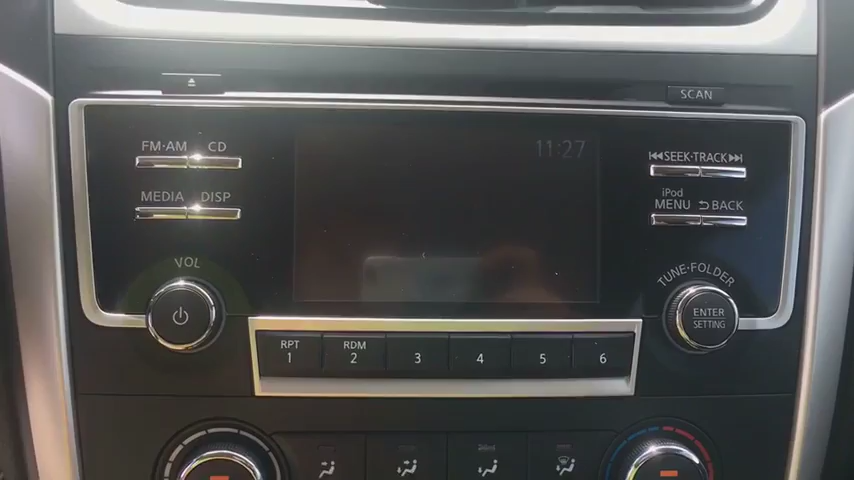 SCAN
FM·AM CD
11:27
SEEK·TRACK
MEDIA DISP
iPod
MENU BACK
VOL
TUNE·FOLDER
ENTER
SETTING
RPT RDM
1 2 3 4 5 6